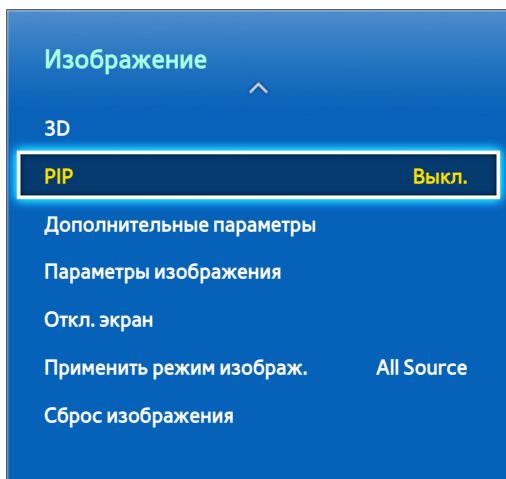 Изображение
3D
PIP Выкл.
Дополнительные параметры
Параметры изображения
Откл. экран
Применить режим изображ. All Source
Сброс изображения